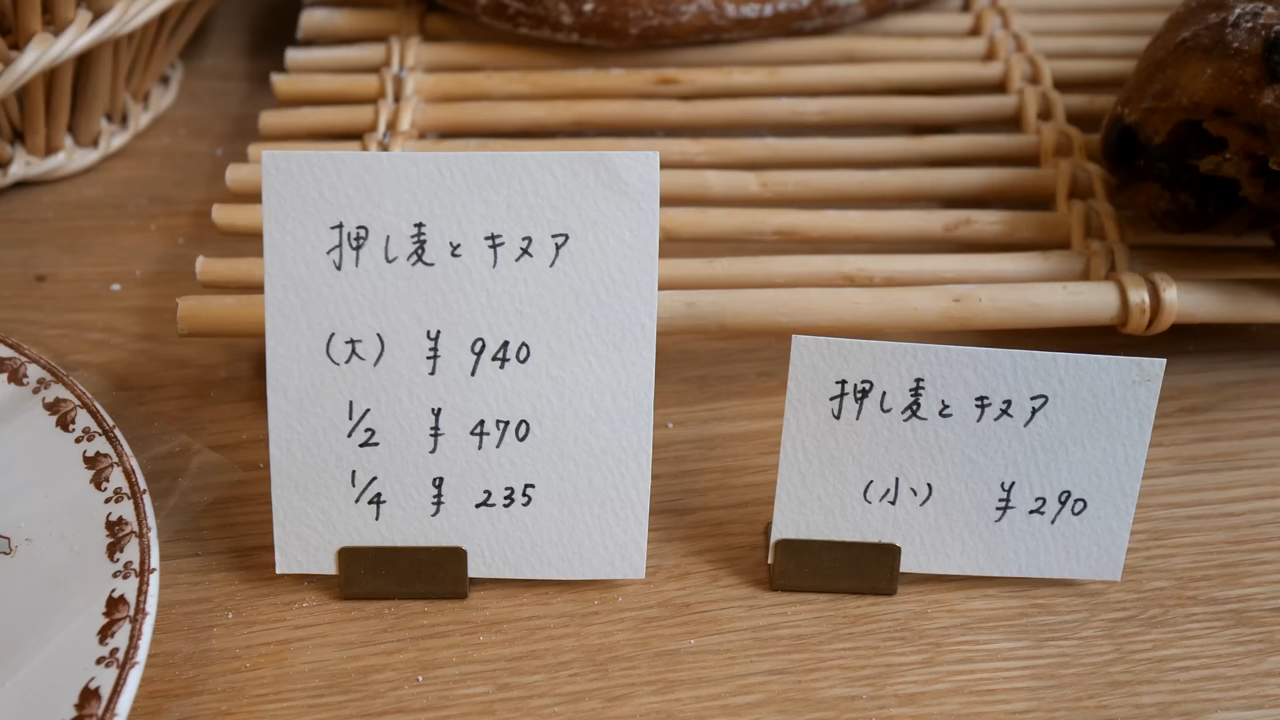 押し麦とキヌア
(大) ¥ 940
1/2 ¥ 470
1/4 ¥ 235
押し麦とキヌア
(小) ¥290